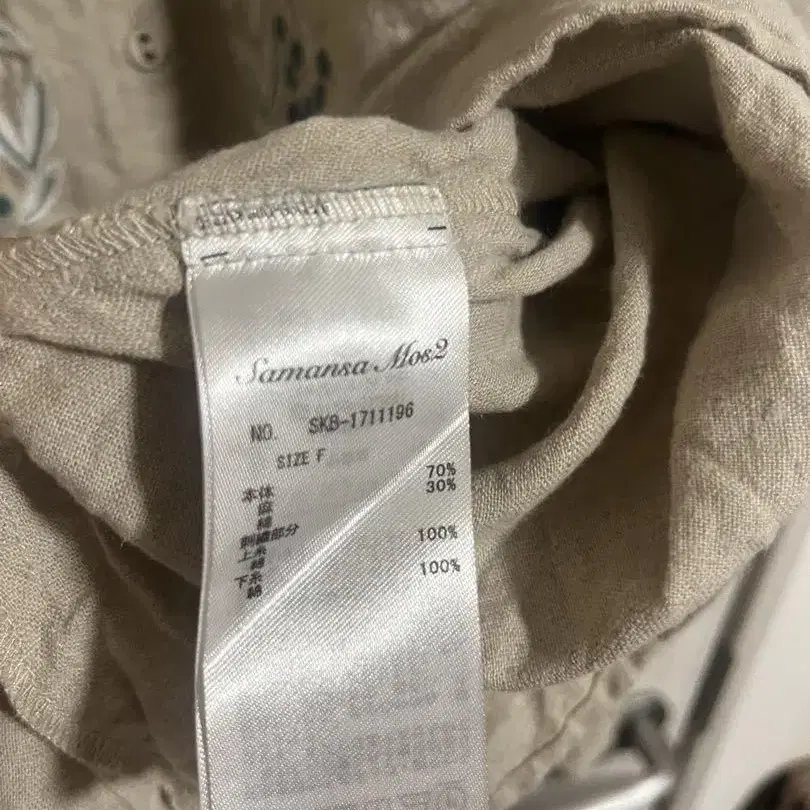 Samansa Mos2
NO. SKB-1711196
SIZE F
本体
麻 70%
綿 30%
刺繍部分
上糸
綿 100%
下糸
綿 100%